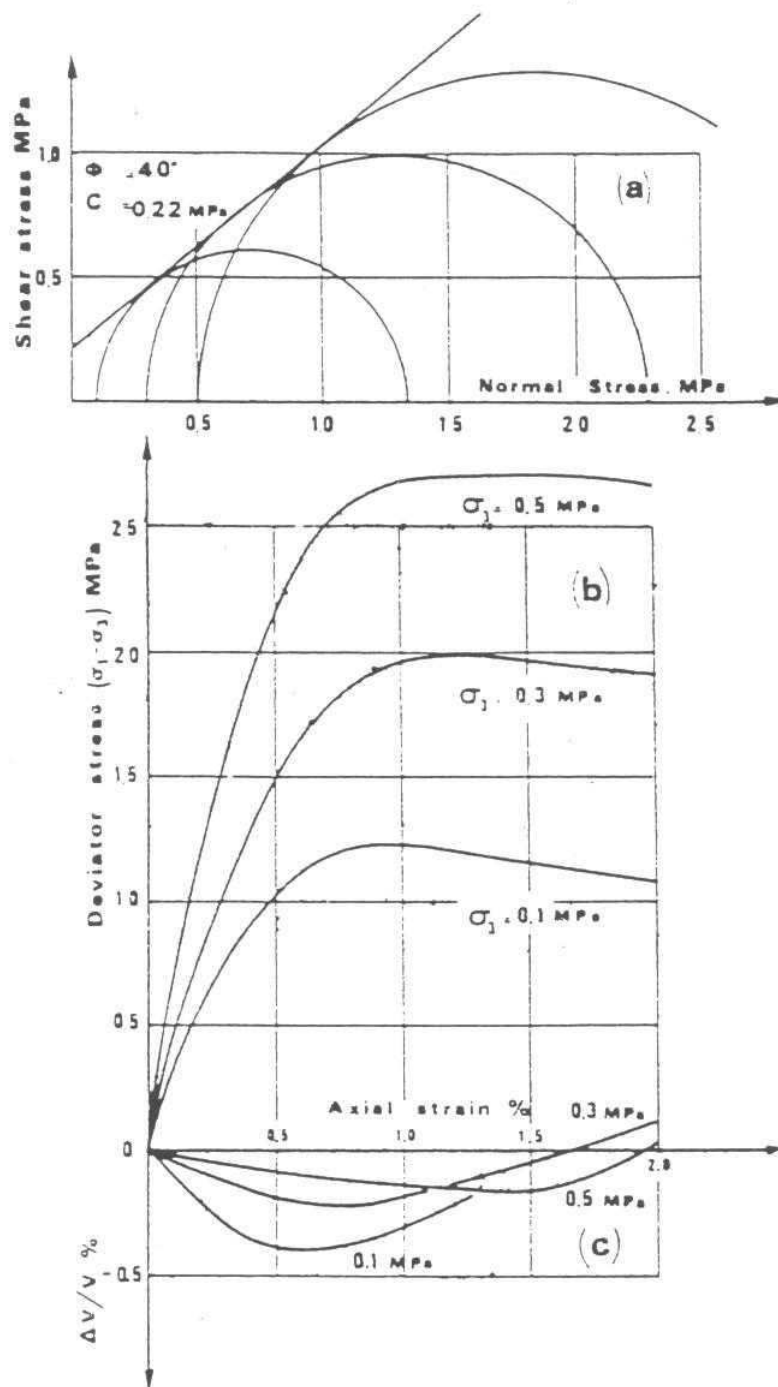 Shear stress MPa
1.0
0.5
Φ = 40°
C = 0.22 MPa
(a)
Normal Stress, MPa
0.5 1.0 1.5 2.0 2.5
Deviator stress (σ₁-σ₃) MPa
2.5
2.0
1.5
1.0
0.5
0
σ₃= 0.5 MPa
(b)
σ₃ 0.3 MPa
σ₃= 0.1 MPa
Axial strain %
0.3 MPa
0.5 1.0 1.5 2.0
0.5 MPa
0.1 MPa
(c)
ΔV/V %
-0.5